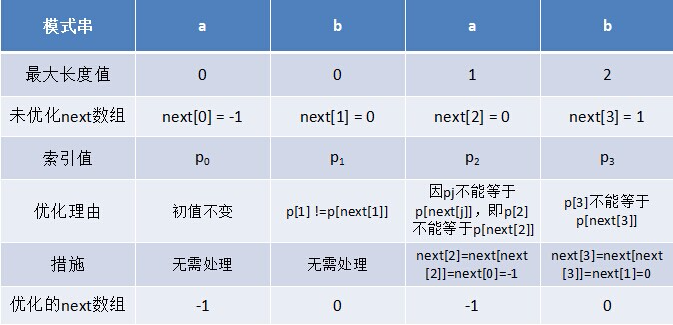 模式串 a b a b
最大长度值 0 0 1 2
未优化next数组 next[0] = -1 next[1] = 0 next[2] = 0 next[3] = 1
索引值 p₀ p₁ p₂ p₃
优化理由 初值不变 p[1] !=p[next[1]] 因pj不能等于p[next[j]]，即p[2]不能等于p[next[2]] p[3]不能等于p[next[3]]
措施 无需处理 无需处理 next[2]=next[next[2]]=next[0]=-1 next[3]=next[next[3]]=next[1]=0
优化的next数组 -1 0 -1 0